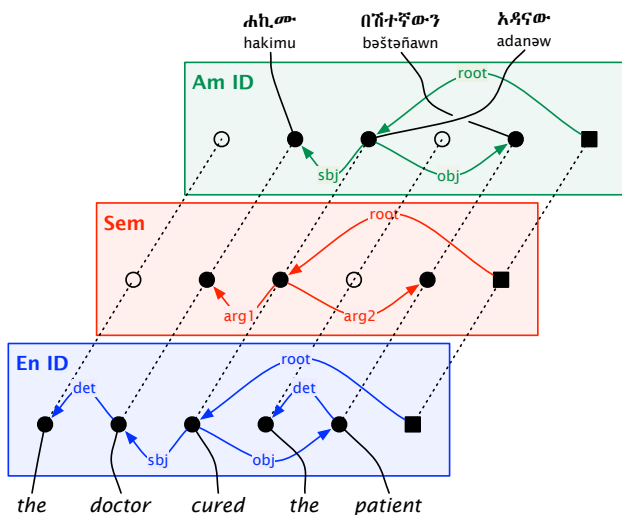 ሐኪሙ በሽተኛውን አዳናው
hakimu bəštəñawn adanəw
Am ID
root
sbj obj
Sem
root
arg1 arg2
En ID
root
det det
sbj obj
the doctor cured the patient